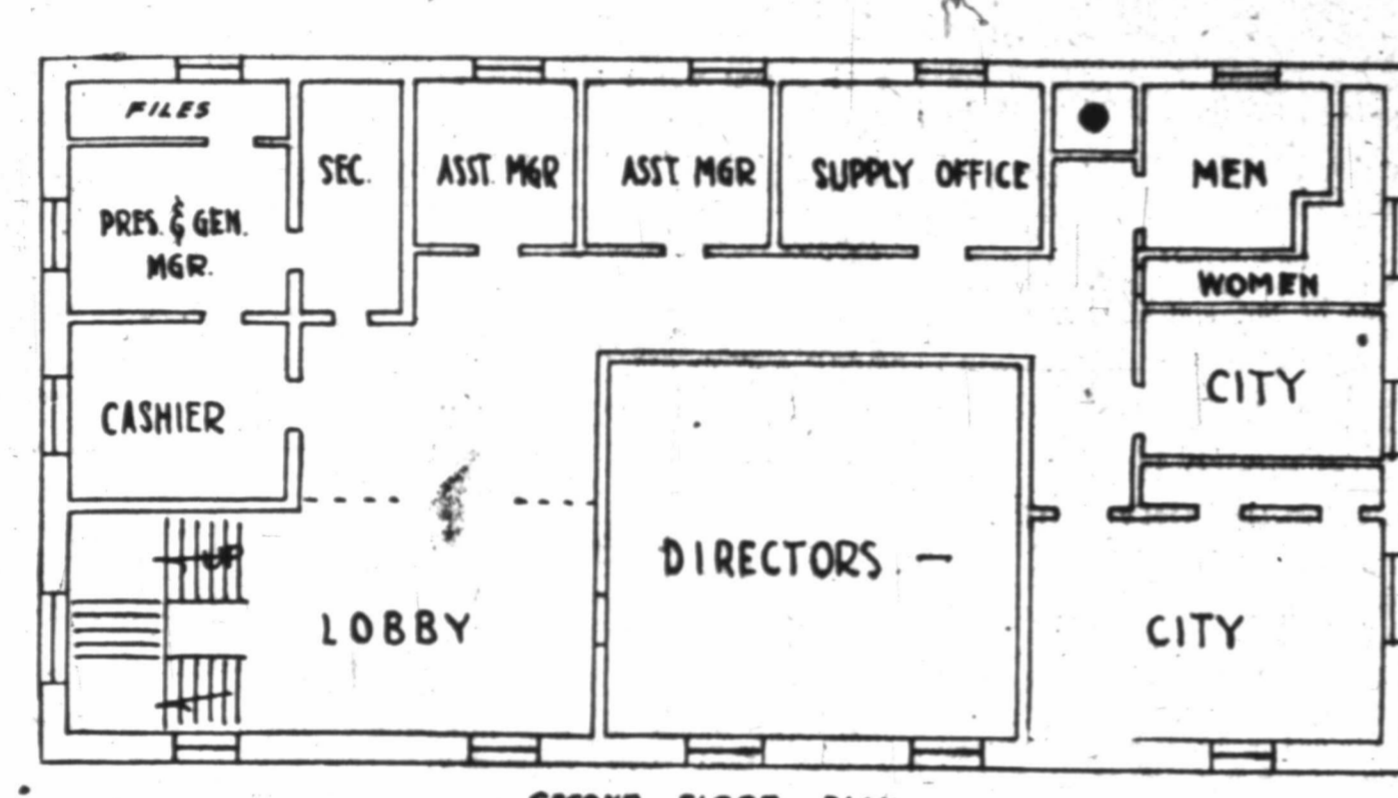 FILES
SEC.
ASST. MGR
ASST MGR
SUPPLY OFFICE
MEN
PRES. & GEN.
MGR.
WOMEN
CITY
CASHIER
UP
DIRECTORS -
LOBBY
CITY